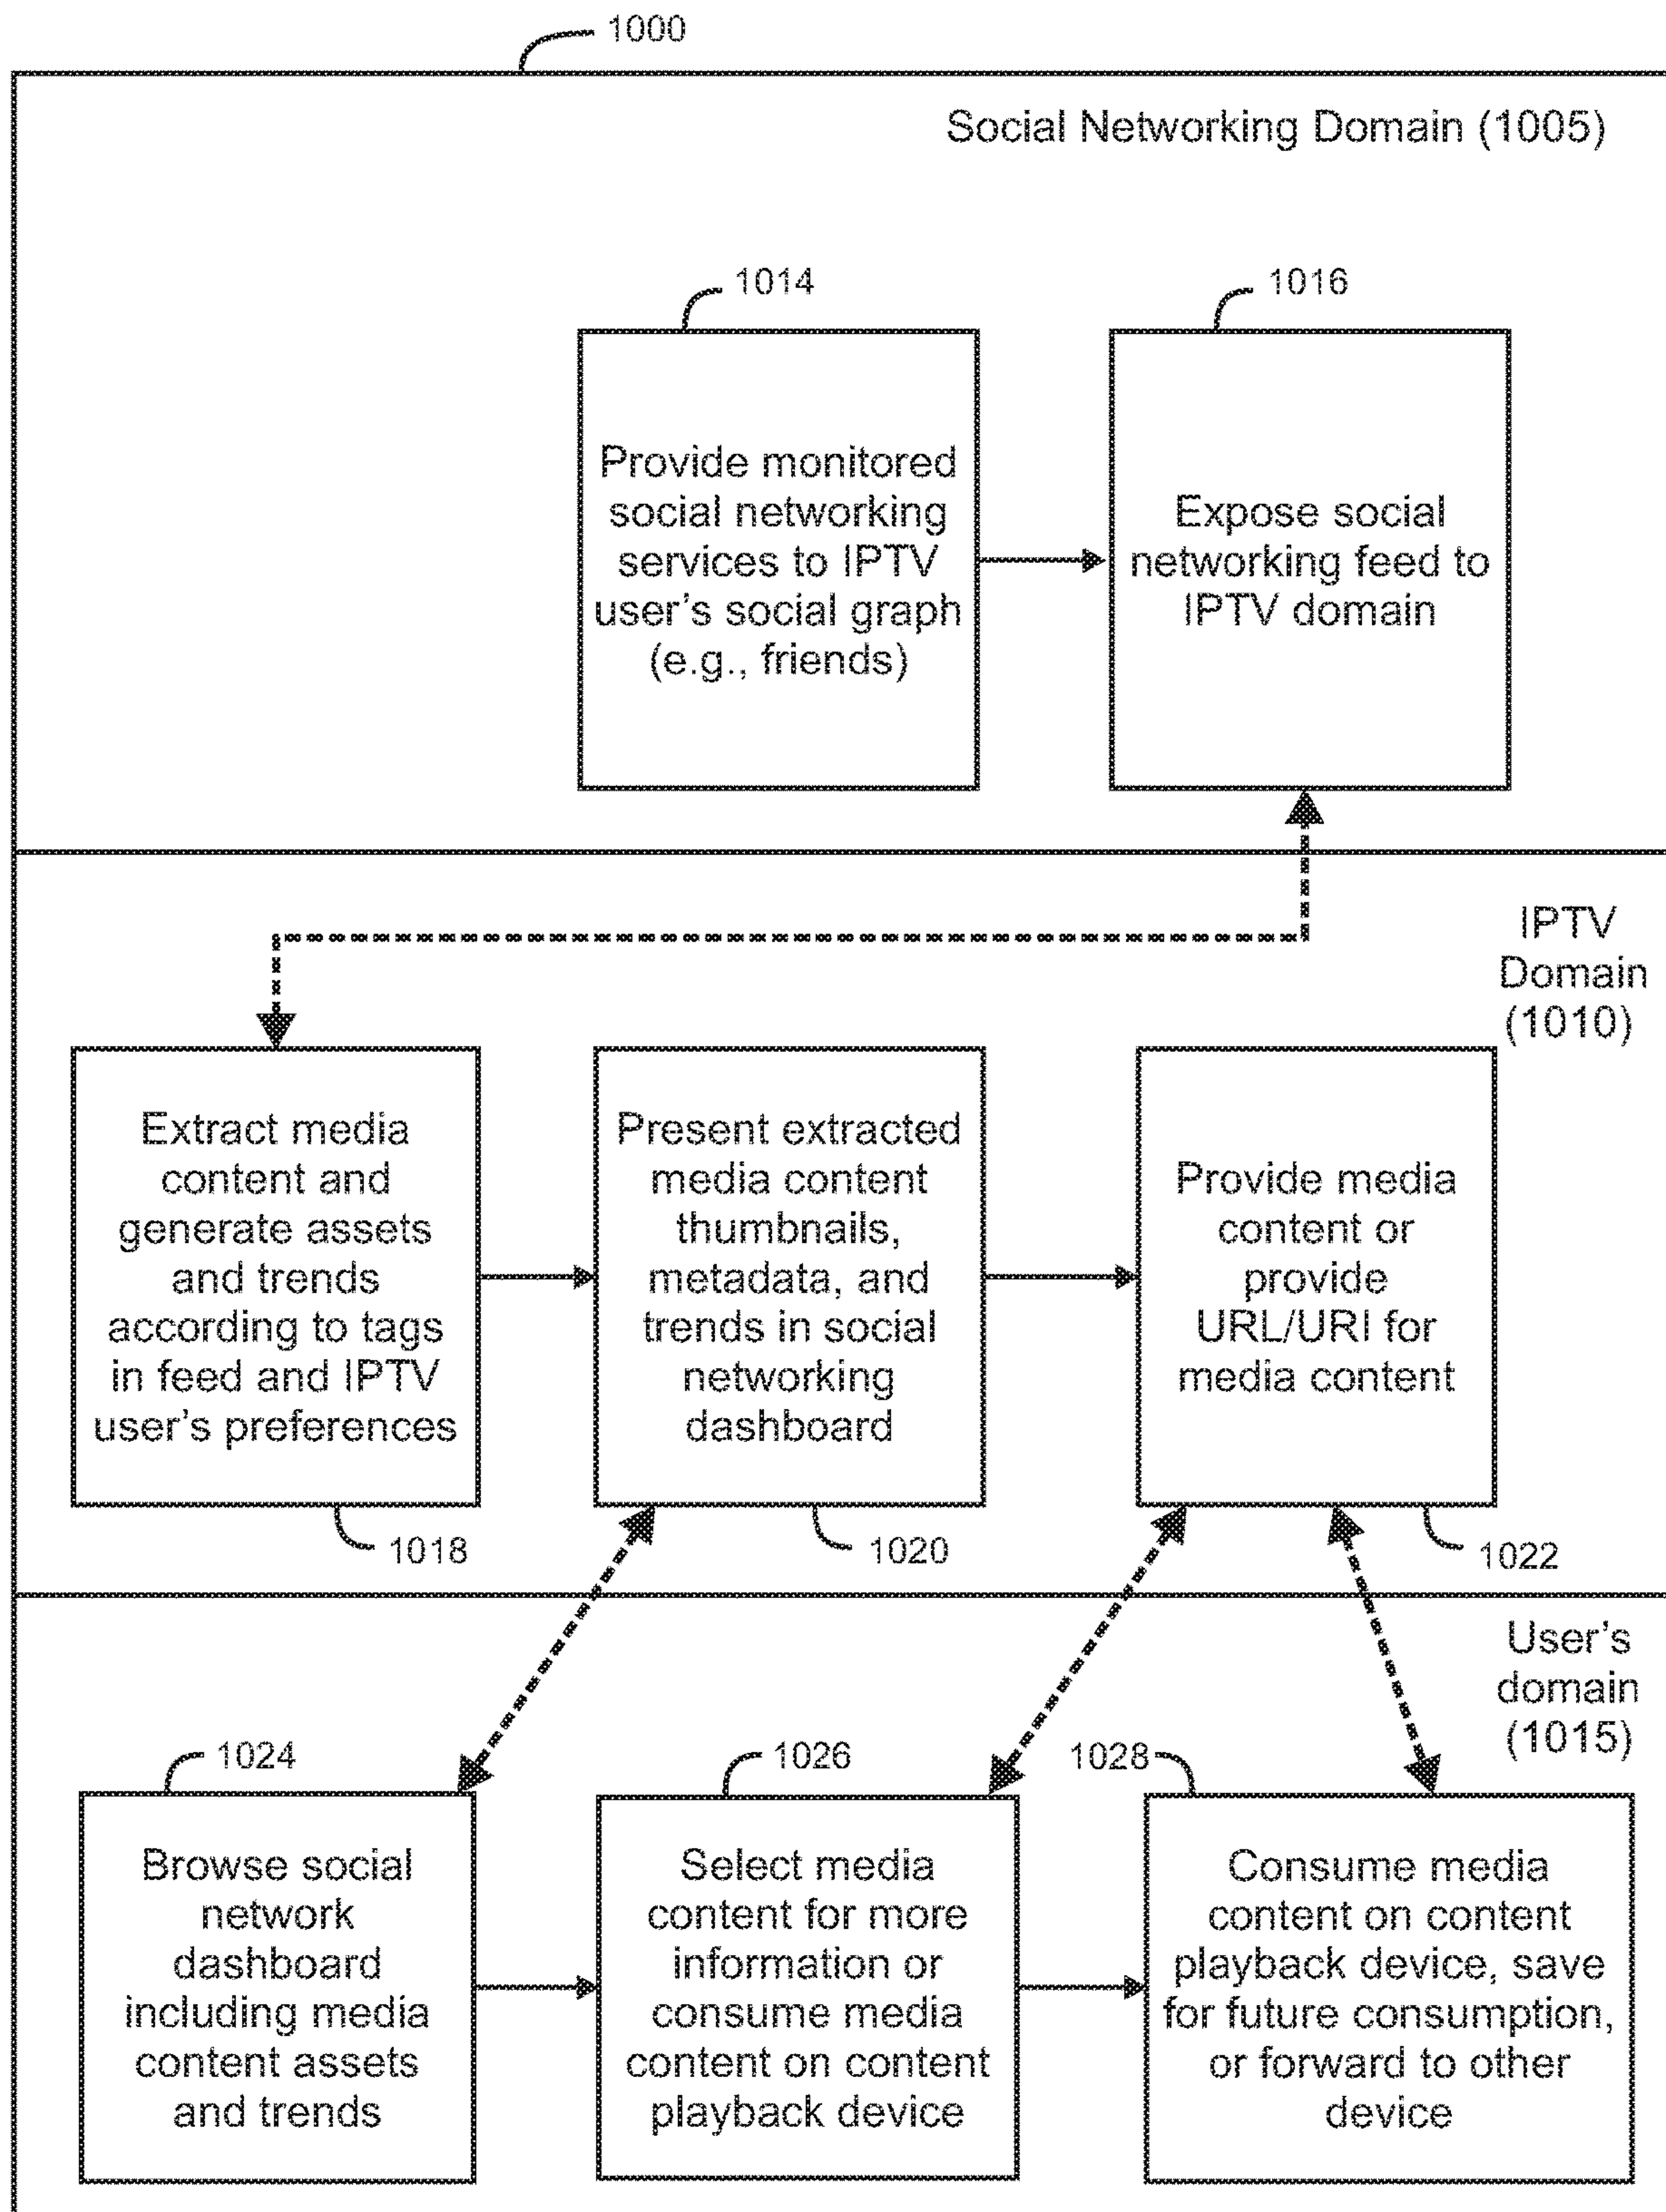 1000
Social Networking Domain (1005)
1014
1016
Provide monitored
social networking
services to IPTV
user's social graph
(e.g., friends)
Expose social
networking feed to
IPTV domain
IPTV
Domain
(1010)
Extract media
content and
generate assets
and trends
according to tags
in feed and IPTV
user's preferences
Present extracted
media content
thumbnails,
metadata, and
trends in social
networking
dashboard
Provide media
content or
provide
URL/URI for
media content
1018
1020
1022
User's
domain
(1015)
1024
1026
1028
Browse social
network
dashboard
including media
content assets
and trends
Select media
content for more
information or
consume media
content on content
playback device
Consume media
content on content
playback device, save
for future consumption,
or forward to other
device